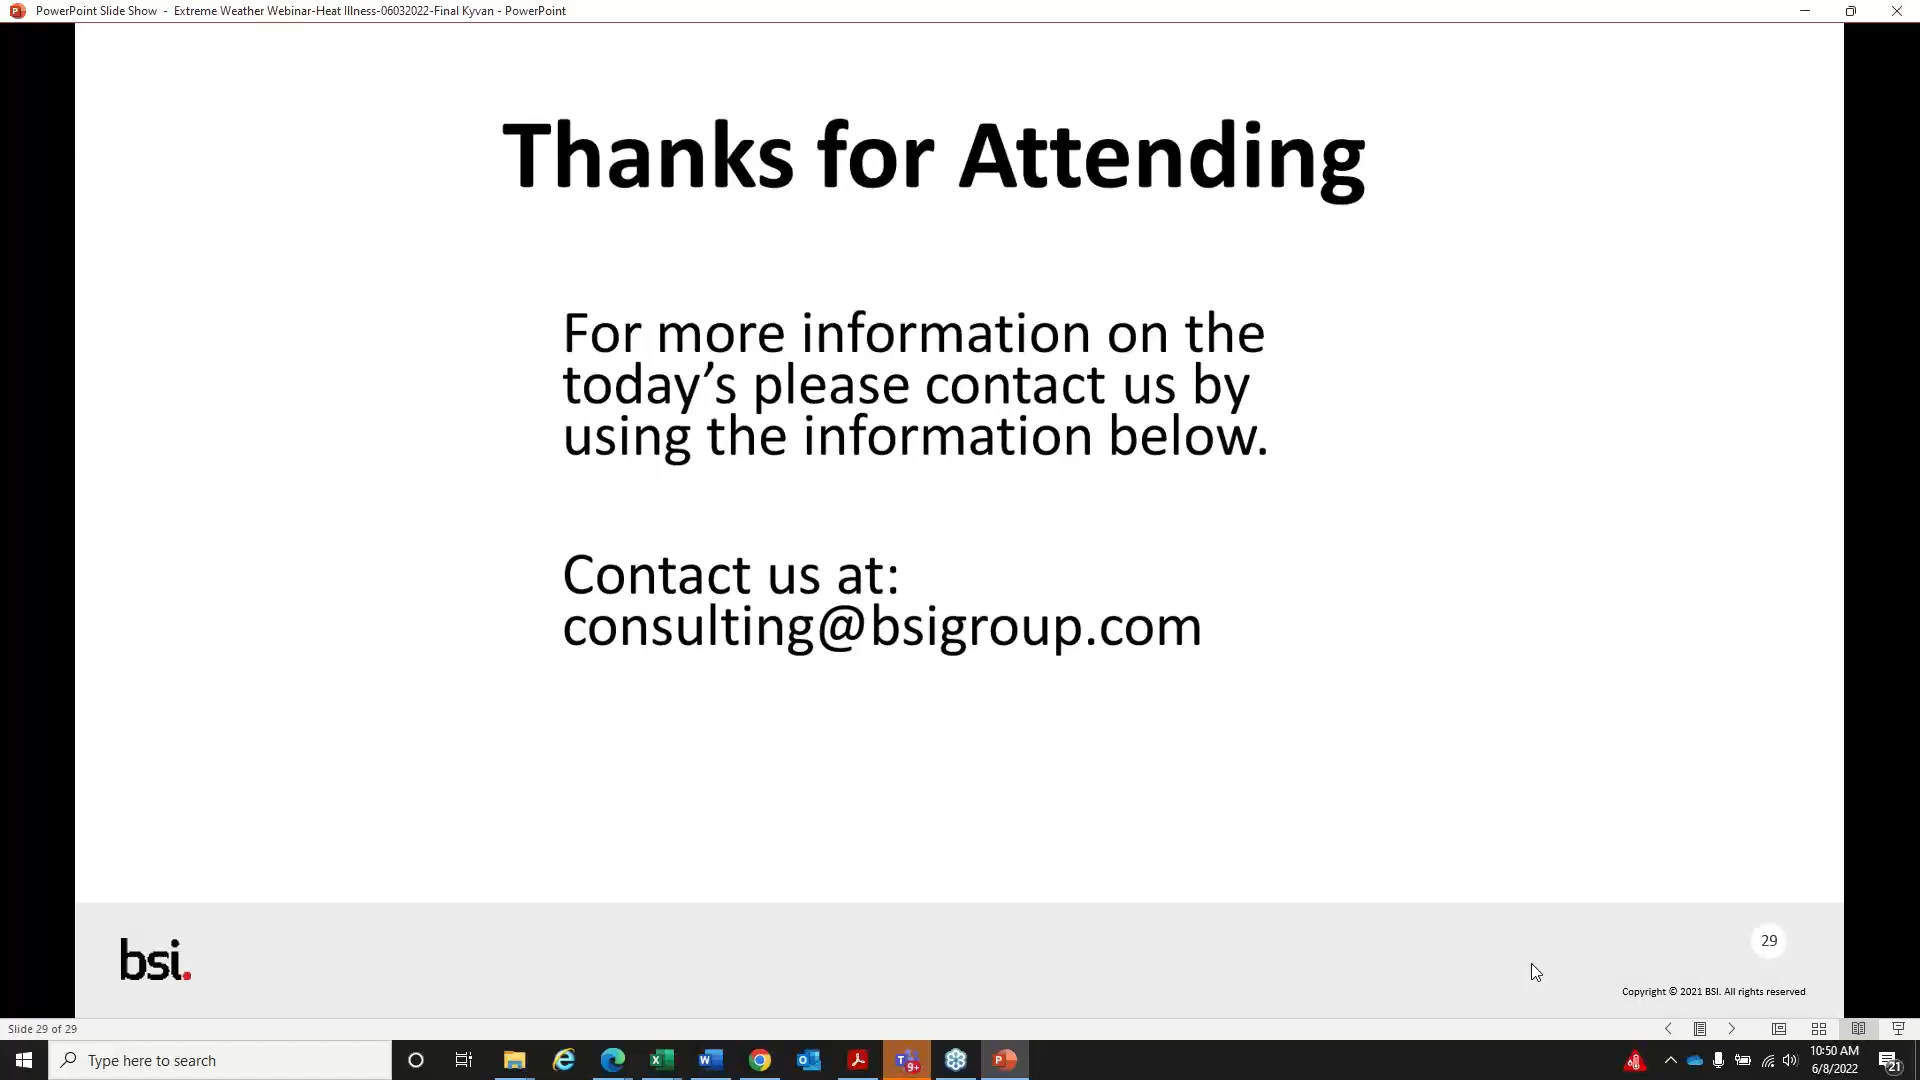 PowerPoint Slide Show - Extreme Weather Webinar-Heat Illness-06032022-Final Kyvan - PowerPoint
Thanks for Attending
For more information on the
today’s please contact us by
using the information below.
Contact us at:
consulting@bsigroup.com
bsi.
29
Copyright © 2021 BSI. All rights reserved
Slide 29 of 29
Type here to search
9+
10:50 AM
6/8/2022
21